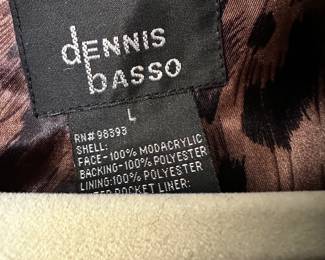 dENNIS
bASSO
L
RN# 98393
SHELL:
FACE-100% MODACRYLIC
BACKING-100% POLYESTER
LINING:100% POLYESTER
POCKET LINER: